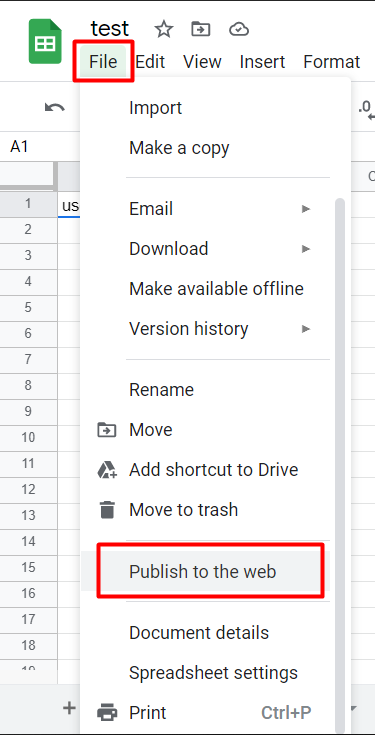 test
File Edit View Insert Format
Import
.0
Make a copy
A1
Email
1 us
Download
2
3
Make available offline
4
5
Version history
6
7
Rename
8
9
Move
10
11
Add shortcut to Drive
12
Move to trash
13
14
Publish to the web
15
16
17
Document details
18
Spreadsheet settings
19
Print Ctrl+P